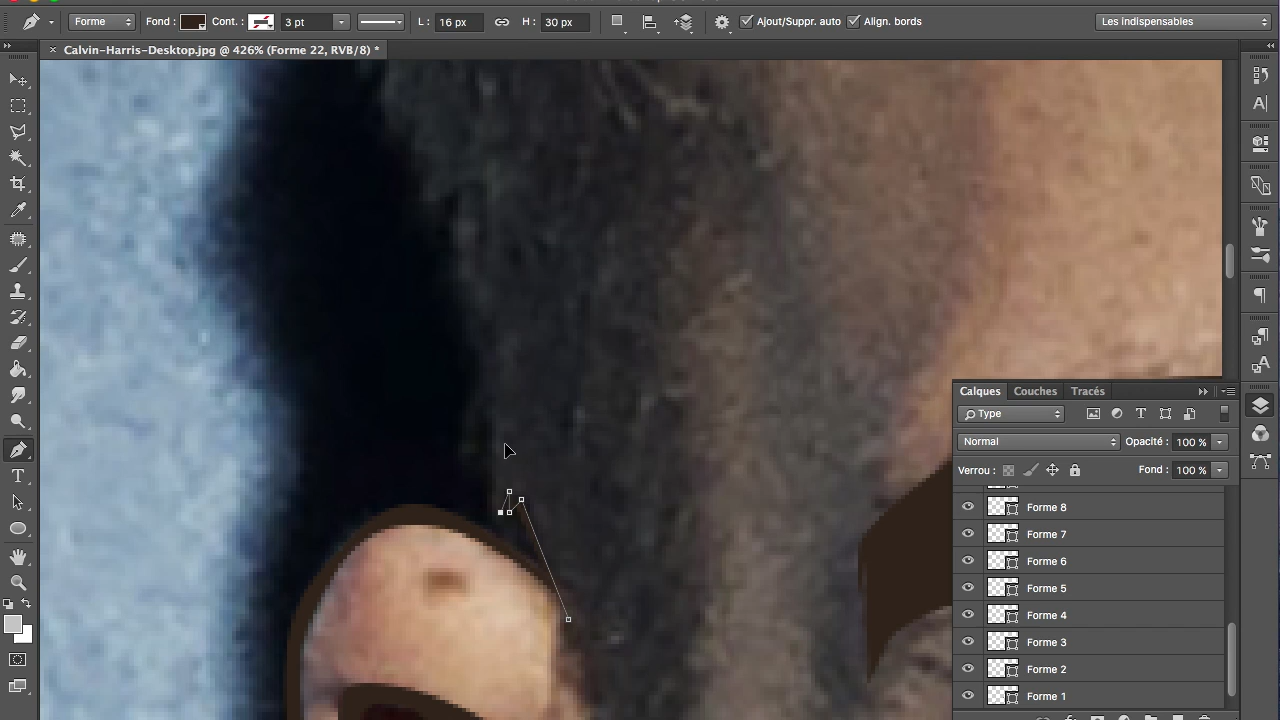 Forme Fond : Cont. : 3 pt L : 16 px H : 30 px Ajout/Suppr. auto Align. bords Les indispensables
× Calvin-Harris-Desktop.jpg @ 426% (Forme 22, RVB/8) *
Calques Couches Tracés
Type
Normal Opacité : 100 %
Verrou : Fond : 100 %
Forme 8
Forme 7
Forme 6
Forme 5
Forme 4
Forme 3
Forme 2
Forme 1